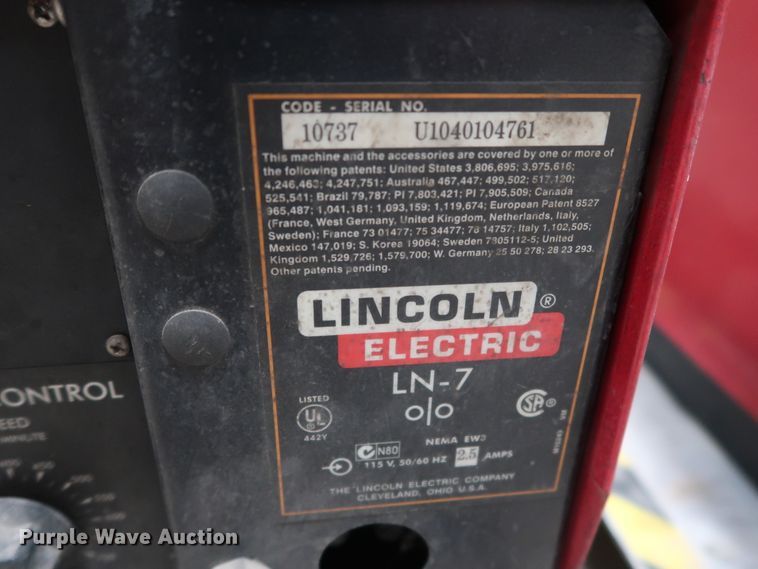 CODE - SERIAL NO.
10737 U1040104761
This machine and the accessories are covered by one or more of
the following patents: United States 3,806,695; 3,975,616;
4,246,463; 4,247,751; Australia 467,447; 499,502; 517,120;
525,541; Brazil 79,787; PI 7,803,421; PI 7,905,509; Canada
965,487; 1,041,181; 1,093,159; 1,119,674; European Patent 8527
(France, West Germany, United Kingdom, Netherlands, Italy,
Sweden); France 73 01477; 75 34477; 78 14757; Italy 1,102,505;
Mexico 147,019; S. Korea 19064; Sweden 7805112-5; United
Kingdom 1,529,726; 1,579,700; W. Germany 25 50 278; 28 23 293.
Other patents pending.
LINCOLN ®
ELECTRIC
LN-7
o|o
LISTED
UL ®
442Y
SA
N80
NEMA EW3
115 V, 50/60 HZ 2.5 AMPS
THE LINCOLN ELECTRIC COMPANY
CLEVELAND, OHIO U.S.A.
CONTROL
EED
MINUTE
400 450
Purple Wave Auction